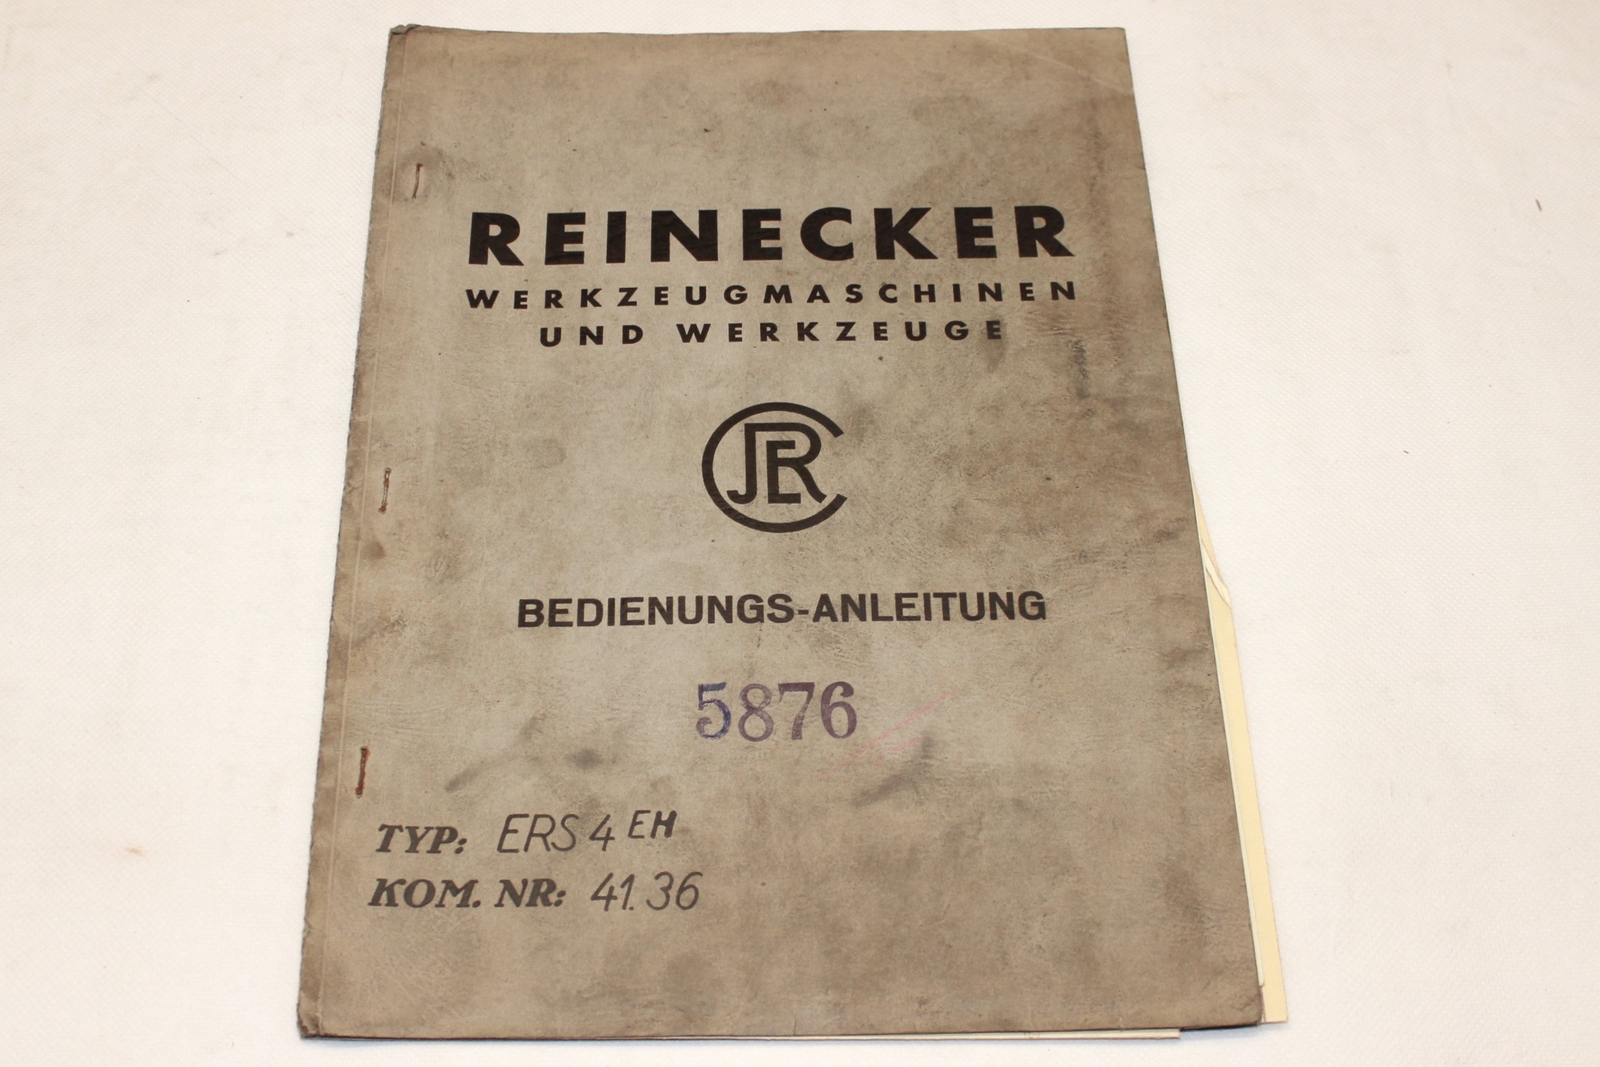 REINECKER
WERKZEUGMASCHINEN
UND WERKZEUGE
JER
BEDIENUNGS-ANLEITUNG
5876
TYP: ERS 4 EH
KOM. NR: 41.36